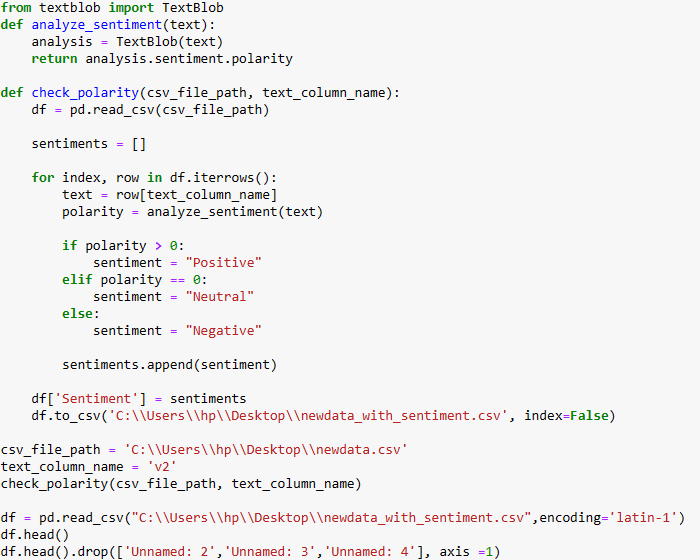 from textblob import TextBlob
def analyze_sentiment(text):
    analysis = TextBlob(text)
    return analysis.sentiment.polarity

def check_polarity(csv_file_path, text_column_name):
    df = pd.read_csv(csv_file_path)

    sentiments = []

    for index, row in df.iterrows():
        text = row[text_column_name]
        polarity = analyze_sentiment(text)

        if polarity > 0:
            sentiment = "Positive"
        elif polarity == 0:
            sentiment = "Neutral"
        else:
            sentiment = "Negative"

        sentiments.append(sentiment)

    df['Sentiment'] = sentiments
    df.to_csv('C:\\Users\\hp\\Desktop\\newdata_with_sentiment.csv', index=False)

csv_file_path = 'C:\\Users\\hp\\Desktop\\newdata.csv'
text_column_name = 'v2'
check_polarity(csv_file_path, text_column_name)

df = pd.read_csv("C:\\Users\\hp\\Desktop\\newdata_with_sentiment.csv",encoding='latin-1')
df.head()
df.head().drop(['Unnamed: 2','Unnamed: 3','Unnamed: 4'], axis =1)